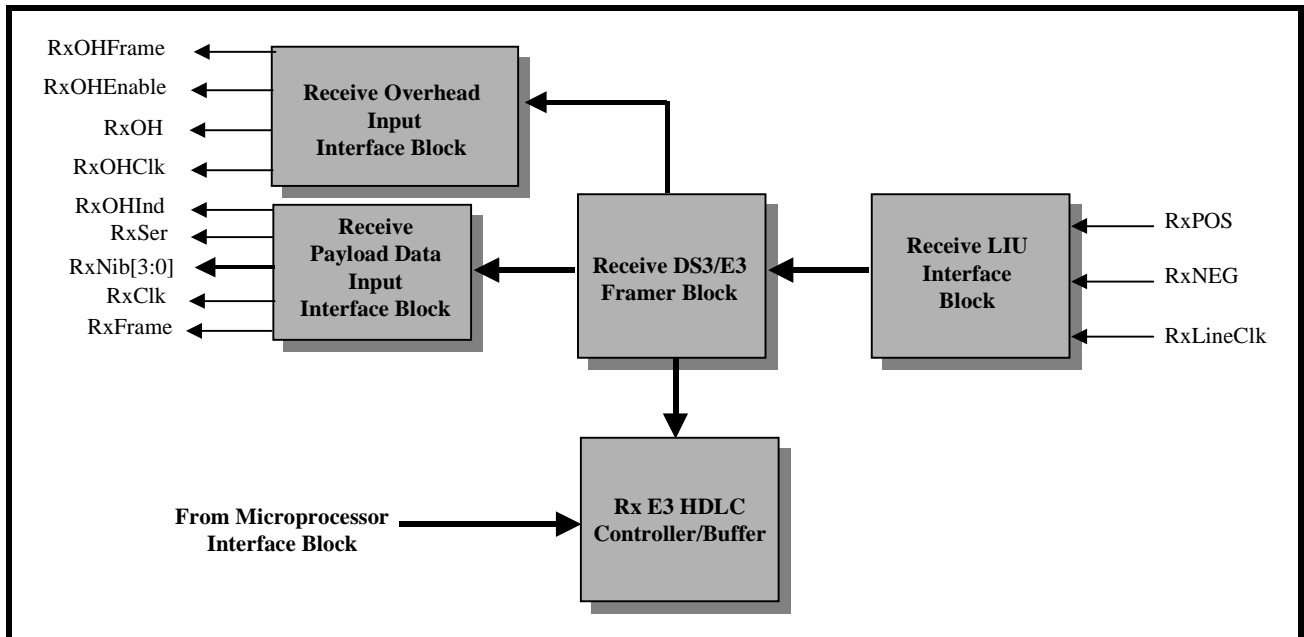 RxOHFrame
RxOHEnable
RxOH
RxOHClk
Receive Overhead
Input
Interface Block
RxOHInd
RxSer
RxNib[3:0]
RxClk
RxFrame
Receive
Payload Data
Input
Interface Block
Receive DS3/E3
Framer Block
Receive LIU
Interface
Block
RxPOS
RxNEG
RxLineClk
From Microprocessor
Interface Block
Rx E3 HDLC
Controller/Buffer